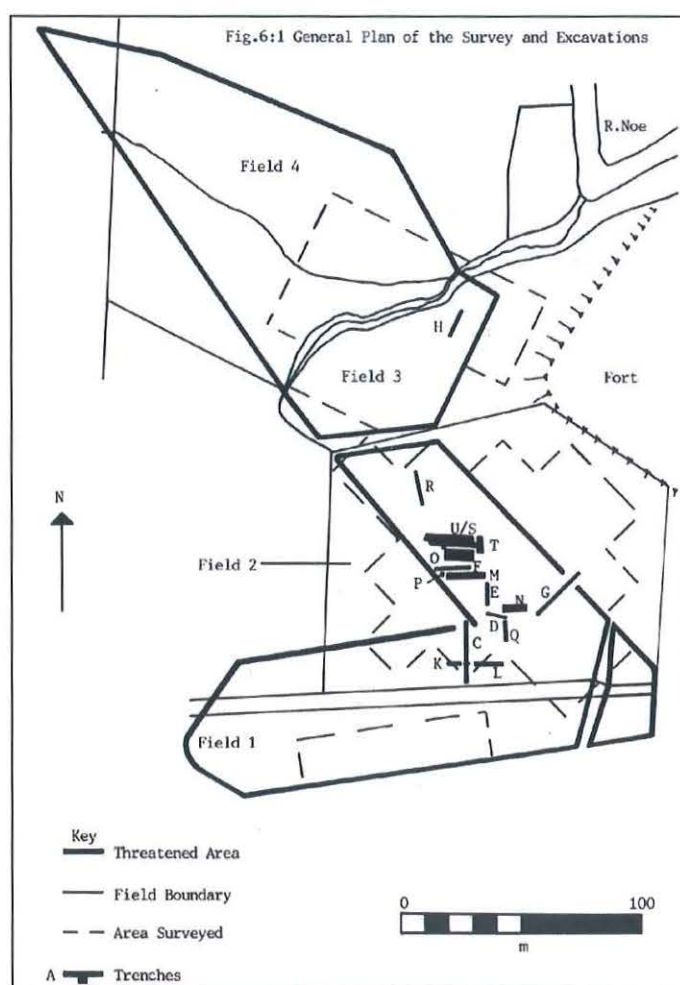 Fig.6:1 General Plan of the Survey and Excavations
R.Noe
Field 4
H
Field 3
Fort
N
R
U/S
T
O
F
P
M
Field 2
E
N
G
D
C
Q
K
L
Field 1
Key
Threatened Area
Field Boundary
Area Surveyed
A
Trenches
0
100
m